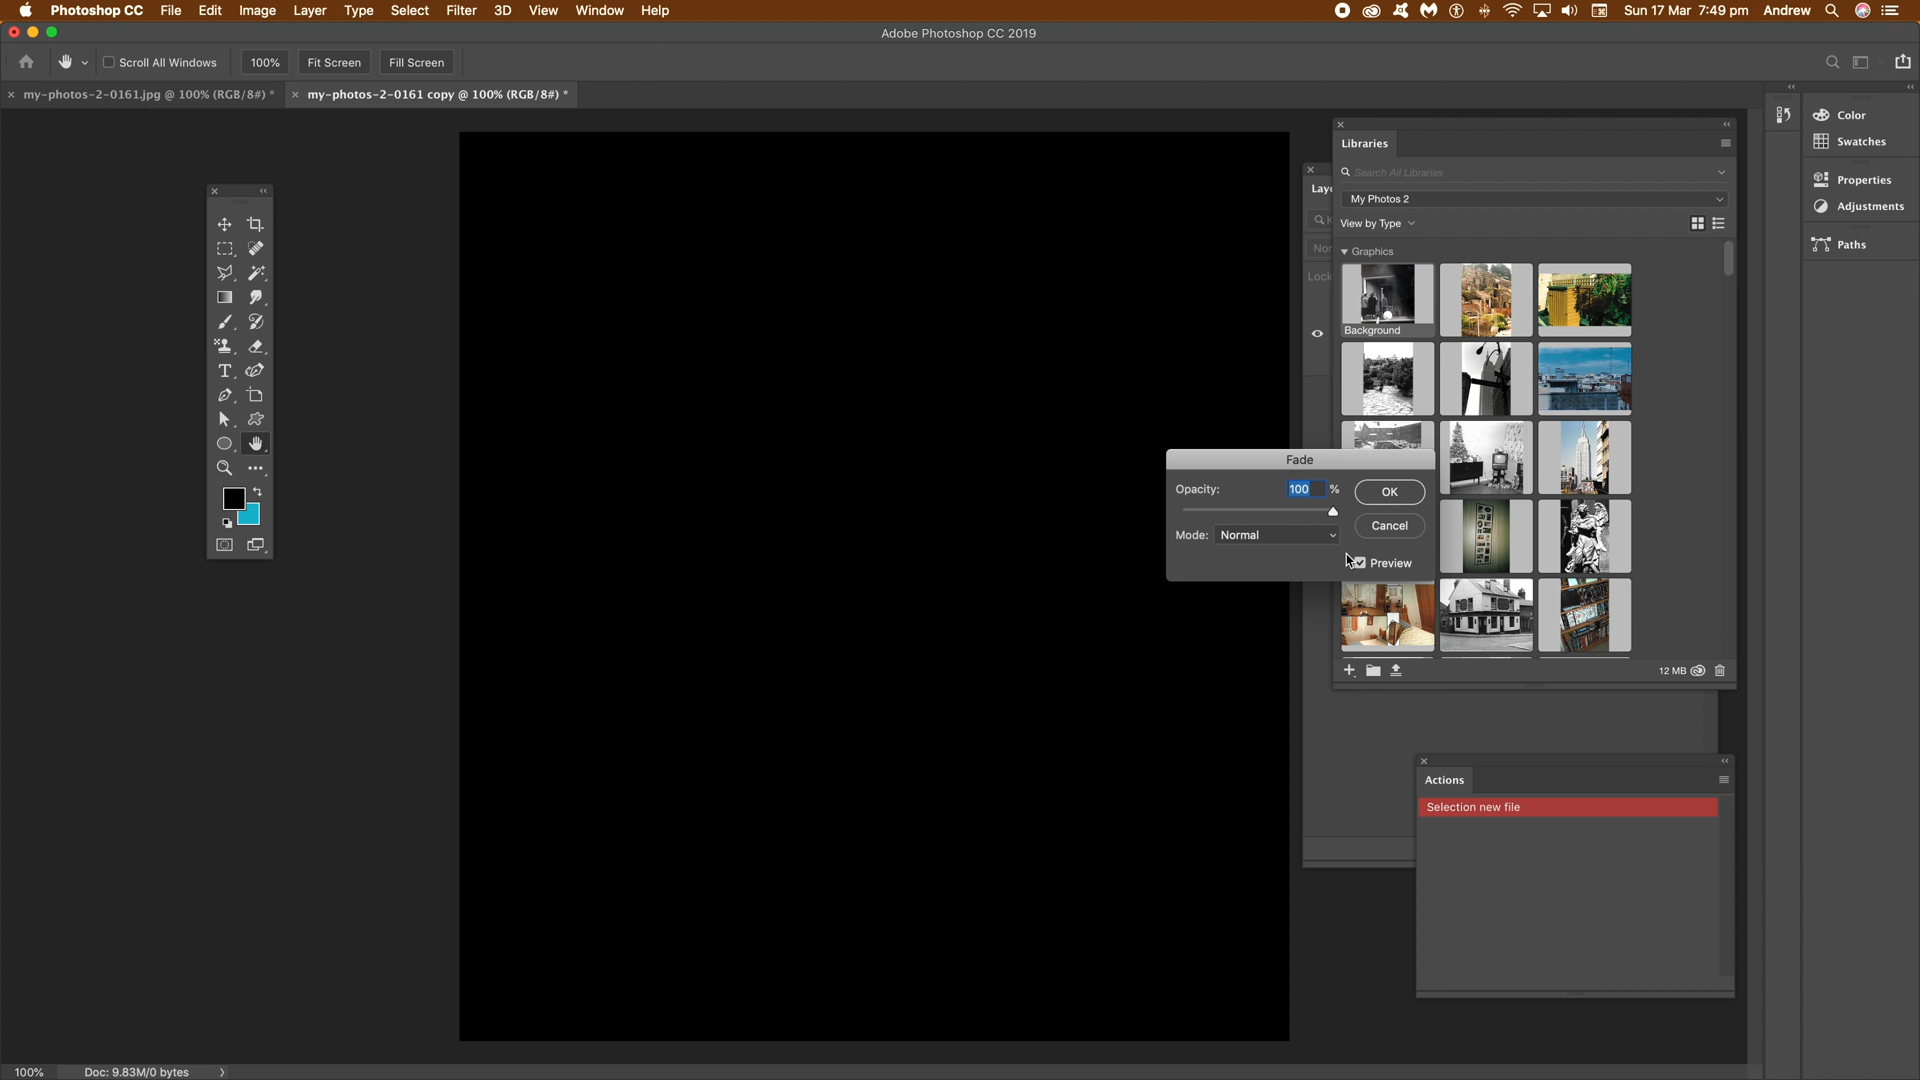 Photoshop CC File Edit Image Layer Type Select Filter 3D View Window Help Sun 17 Mar 7:49 pm Andrew
Adobe Photoshop CC 2019
Scroll All Windows 100% Fit Screen Fill Screen
my-photos-2-0161.jpg @ 100% (RGB/8#) * my-photos-2-0161 copy @ 100% (RGB/8#) *
Color
Swatches
Properties
Adjustments
Paths
Libraries
Search All Libraries
My Photos 2
View by Type
Graphics
Background
Lay
Nor
Lock
Fade
Opacity: 100 % OK
Cancel
Mode: Normal
Preview
12 MB
Actions
Selection new file
T
100% Doc: 9.83M/0 bytes